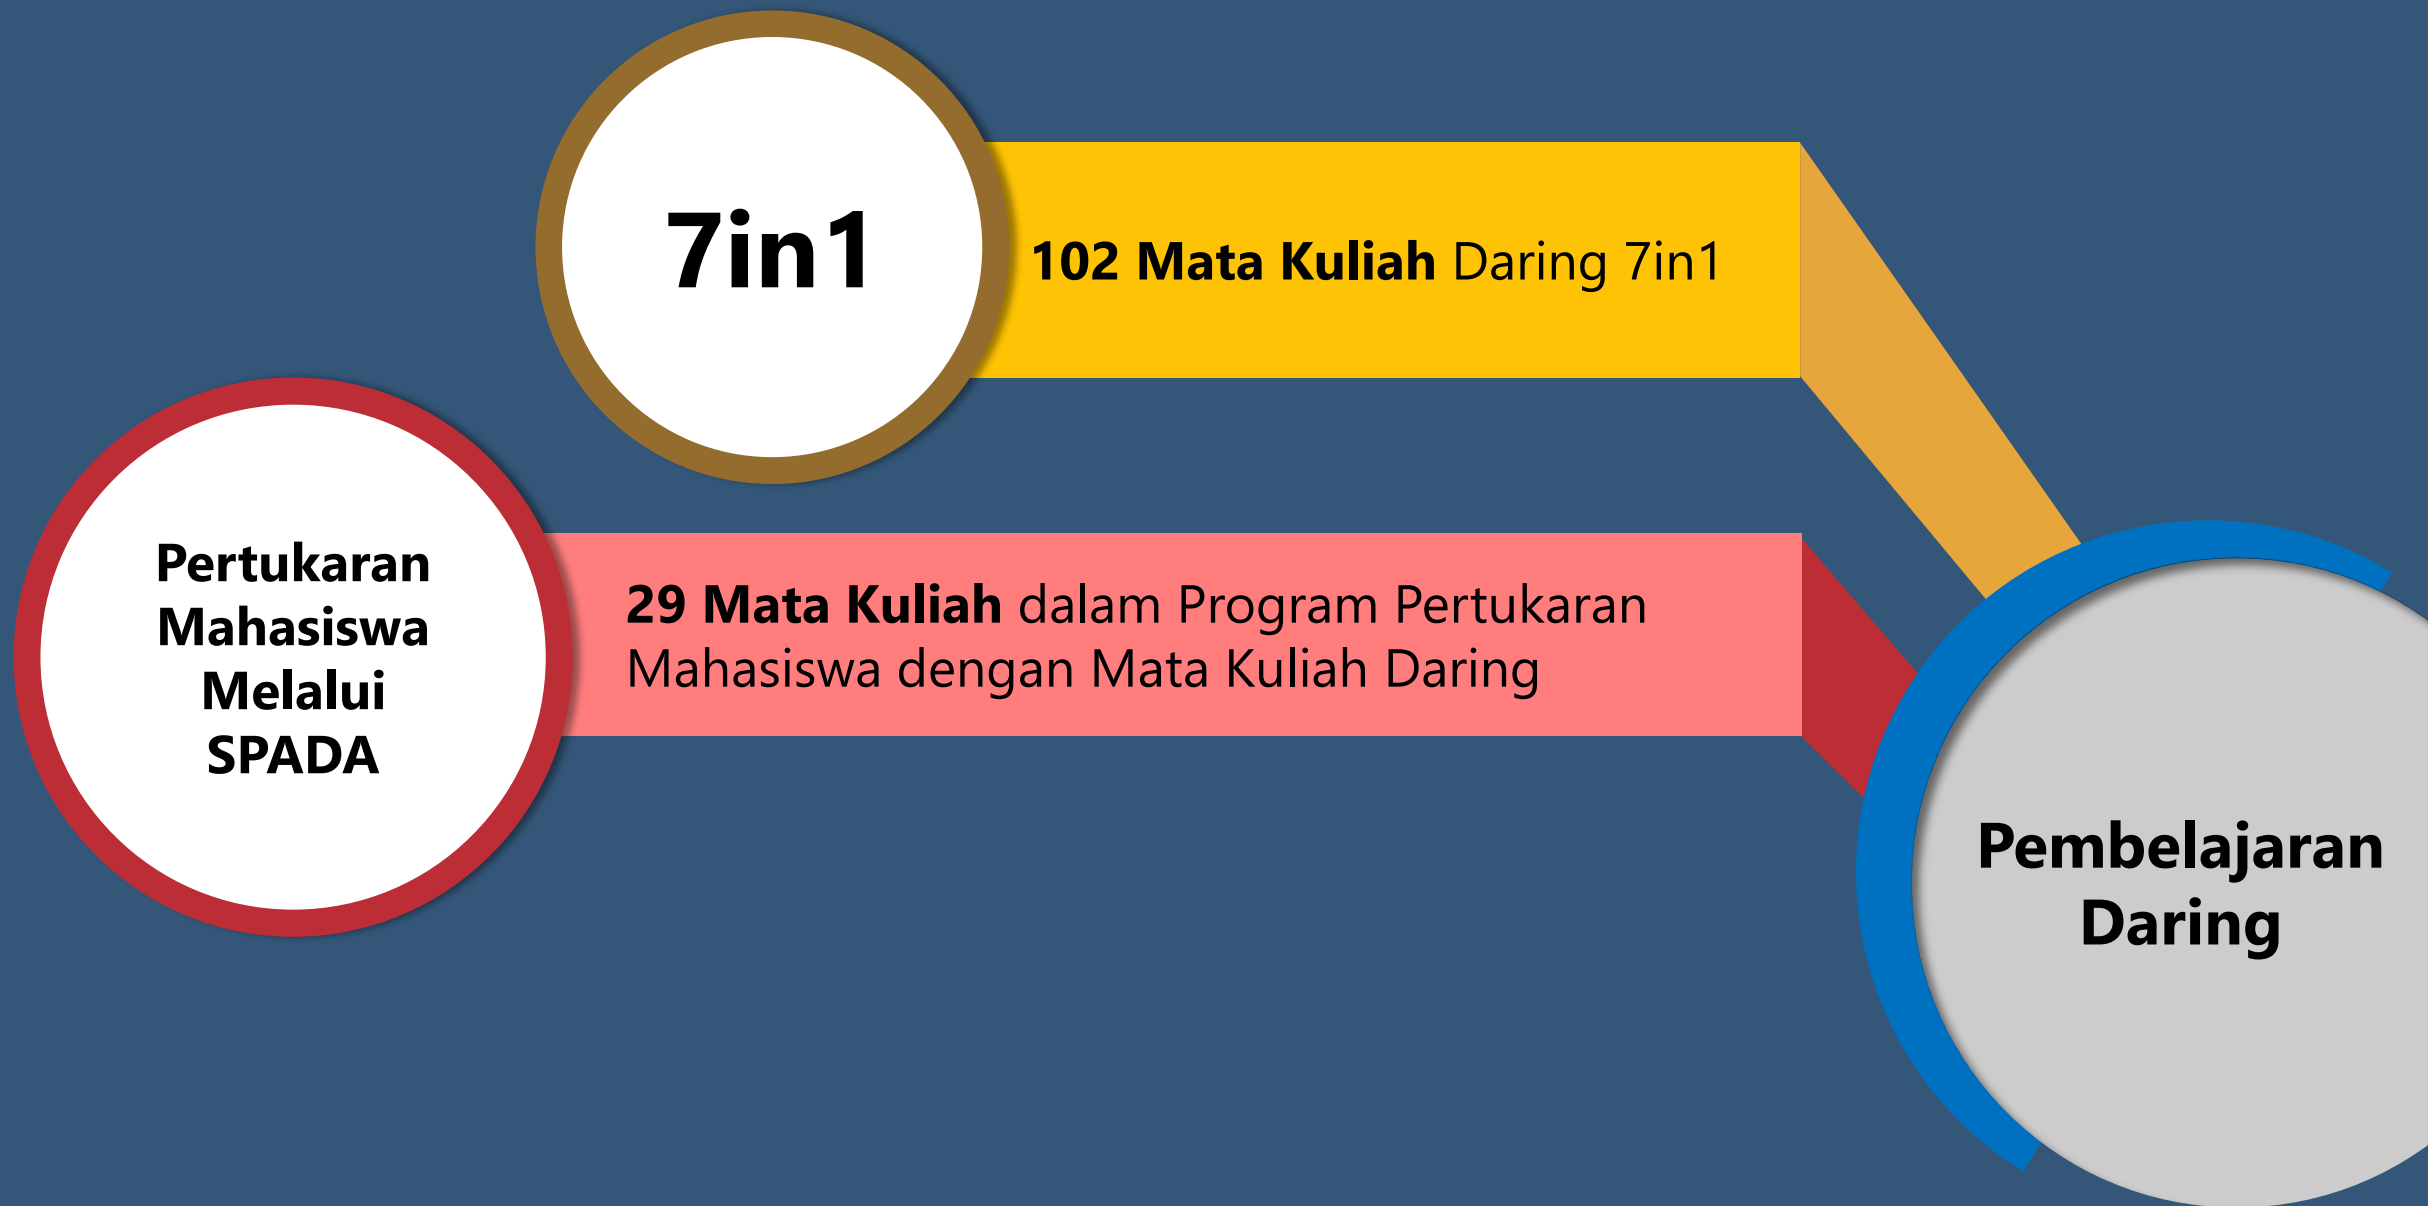 7in1
102 Mata Kuliah Daring 7in1
Pertukaran
Mahasiswa
Melalui
SPADA
29 Mata Kuliah dalam Program Pertukaran
Mahasiswa dengan Mata Kuliah Daring
Pembelajaran
Daring